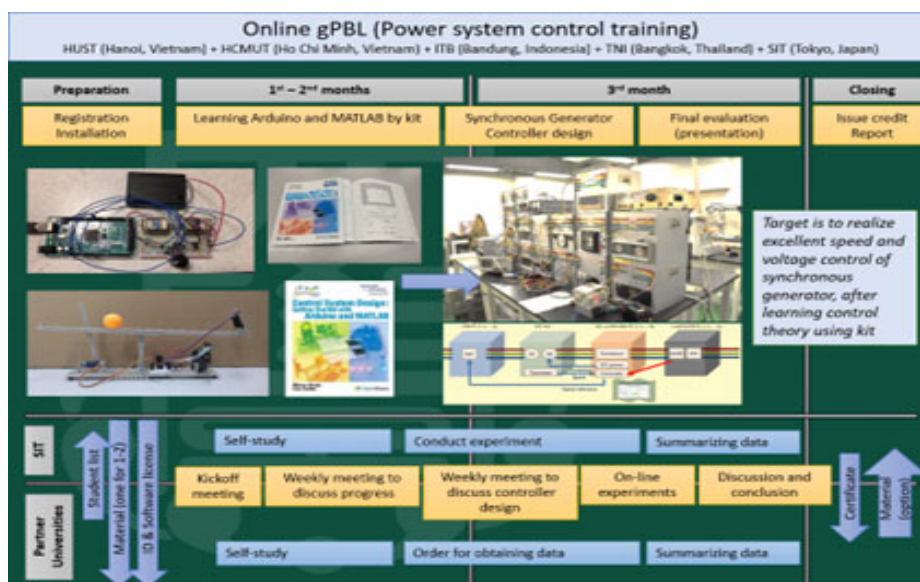 Online gPBL (Power system control training)
HUST (Hanoi, Vietnam) + HCMUT (Ho Chi Minh, Vietnam) + ITB (Bandung, Indonesia) + TNI (Bangkok, Thailand) + SIT (Tokyo, Japan)
Preparation
1st – 2nd months
3rd month
Closing
Registration
Installation
Learning Arduino and MATLAB by kit
Synchronous Generator
Controller design
Final evaluation
(presentation)
Issue credit
Report
Control System Design:
Arduino and MATLAB
Target is to realize
excellent speed and
voltage control of
synchronous
generator, after
learning control
theory using kit
SIT
Self-study
Conduct experiment
Summarizing data
Student list
Material (one for 1-2)
ID & Software license
Kickoff
meeting
Weekly meeting to
discuss progress
Weekly meeting to
discuss controller
design
On-line
experiments
Discussion and
conclusion
Certificate
Material
(option)
Partner
Universities
Self-study
Order for obtaining data
Summarizing data